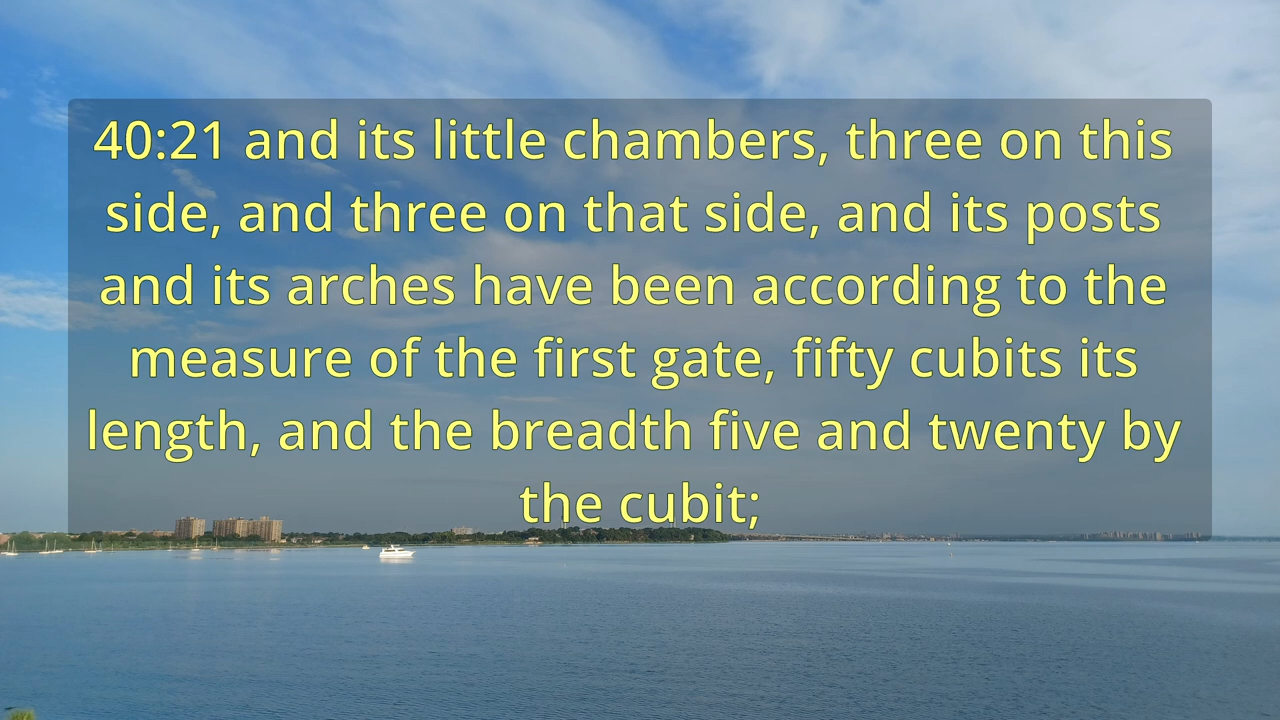 40:21 and its little chambers, three on this
side, and three on that side, and its posts
and its arches have been according to the
measure of the first gate, fifty cubits its
length, and the breadth five and twenty by
the cubit;